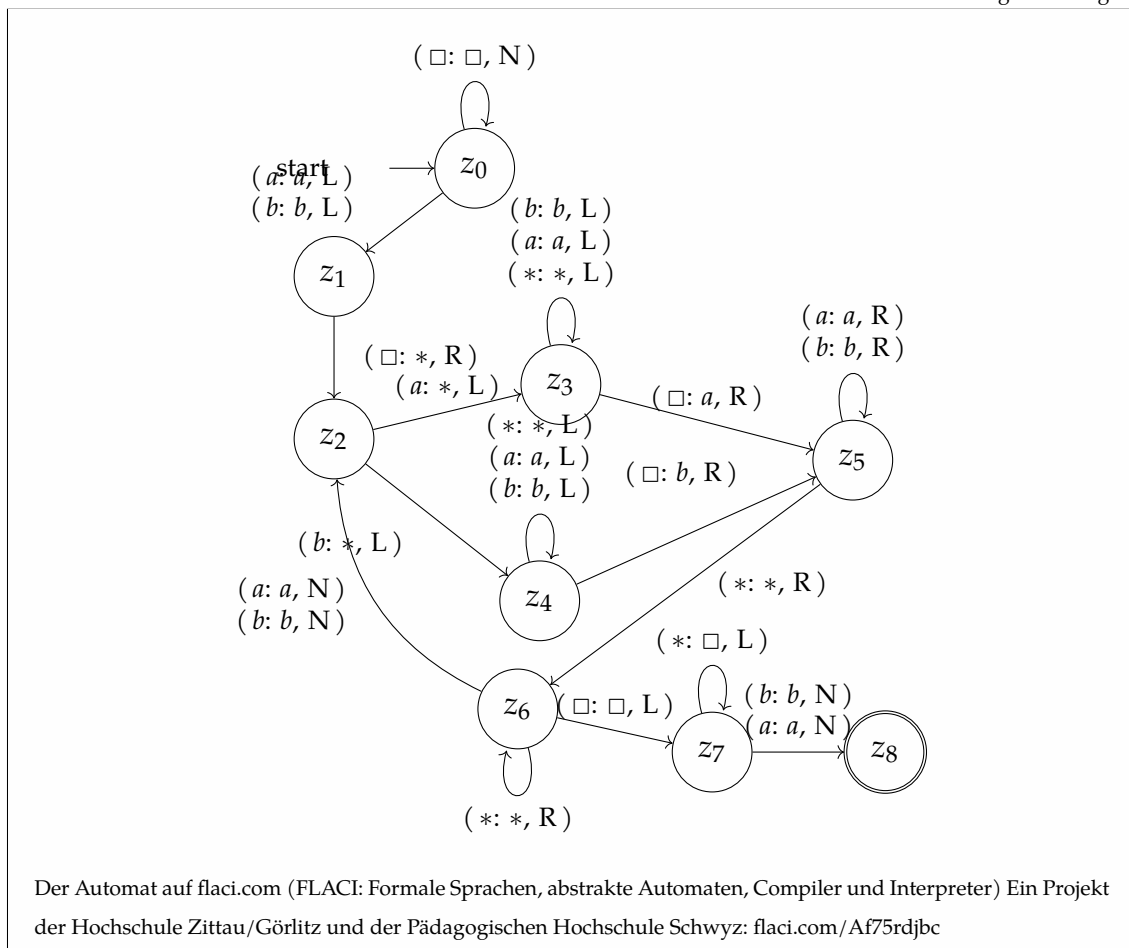 ( □: □, N )
z0
start
( a: a, L )
( b: b, L )
( b: b, L )
( a: a, L )
( ∗: ∗, L )
z1
( a: a, R )
( b: b, R )
( □: ∗, R )
( a: ∗, L )
z3
( □: a, R )
z2
( ∗: ∗, L )
( a: a, L )
( b: b, L )
( □: b, R )
z5
( b: ∗, L )
( a: a, N )
( b: b, N )
z4
( ∗: ∗, R )
( ∗: □, L )
z6
( □: □, L )
( b: b, N )
( a: a, N )
z7
z8
( ∗: ∗, R )
Der Automat auf flaci.com (FLACI: Formale Sprachen, abstrakte Automaten, Compiler und Interpreter) Ein Projekt
der Hochschule Zittau/Görlitz und der Pädagogischen Hochschule Schwyz: flaci.com/Af75rdjbc